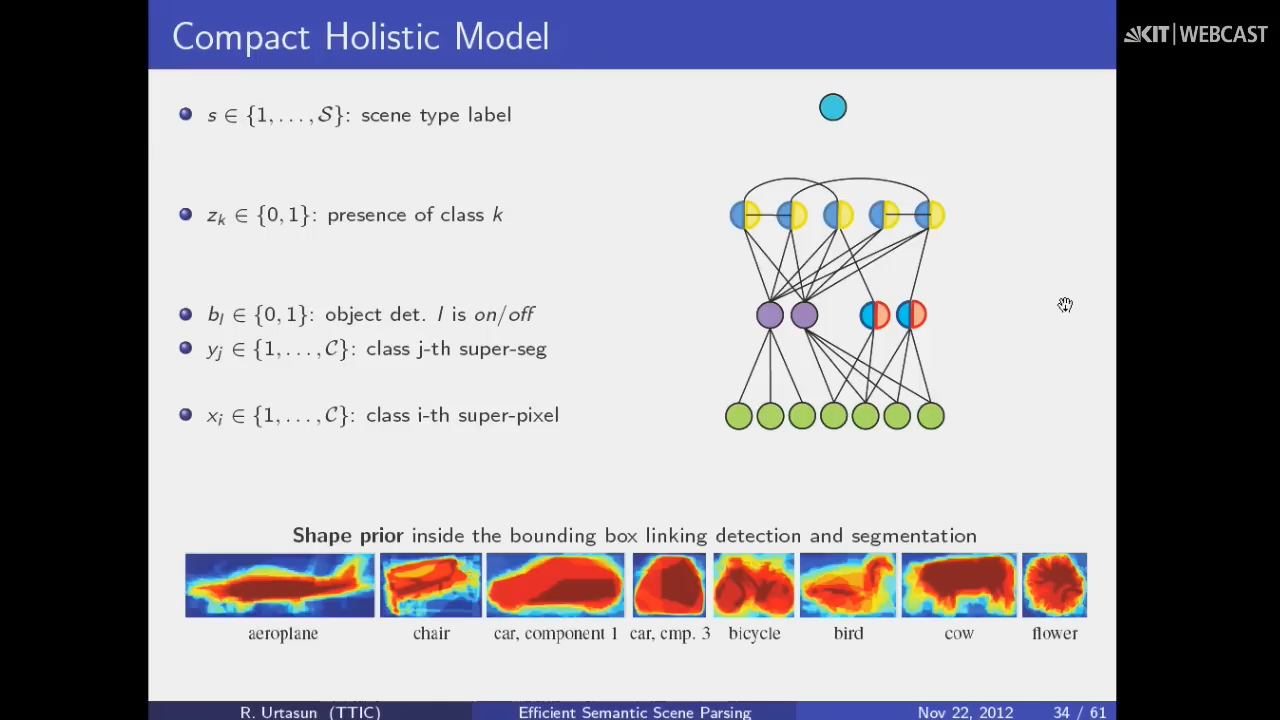 Compact Holistic Model
KIT | WEBCAST
s ∈ {1, . . . , S}: scene type label
z_k ∈ {0, 1}: presence of class k
b_l ∈ {0, 1}: object det. l is on/off
y_j ∈ {1, . . . , C}: class j-th super-seg
x_i ∈ {1, . . . , C}: class i-th super-pixel
Shape prior inside the bounding box linking detection and segmentation
aeroplane chair car, component 1 car, cmp. 3 bicycle bird cow flower
R. Urtasun (TTIC) Efficient Semantic Scene Parsing Nov 22, 2012 34 / 61